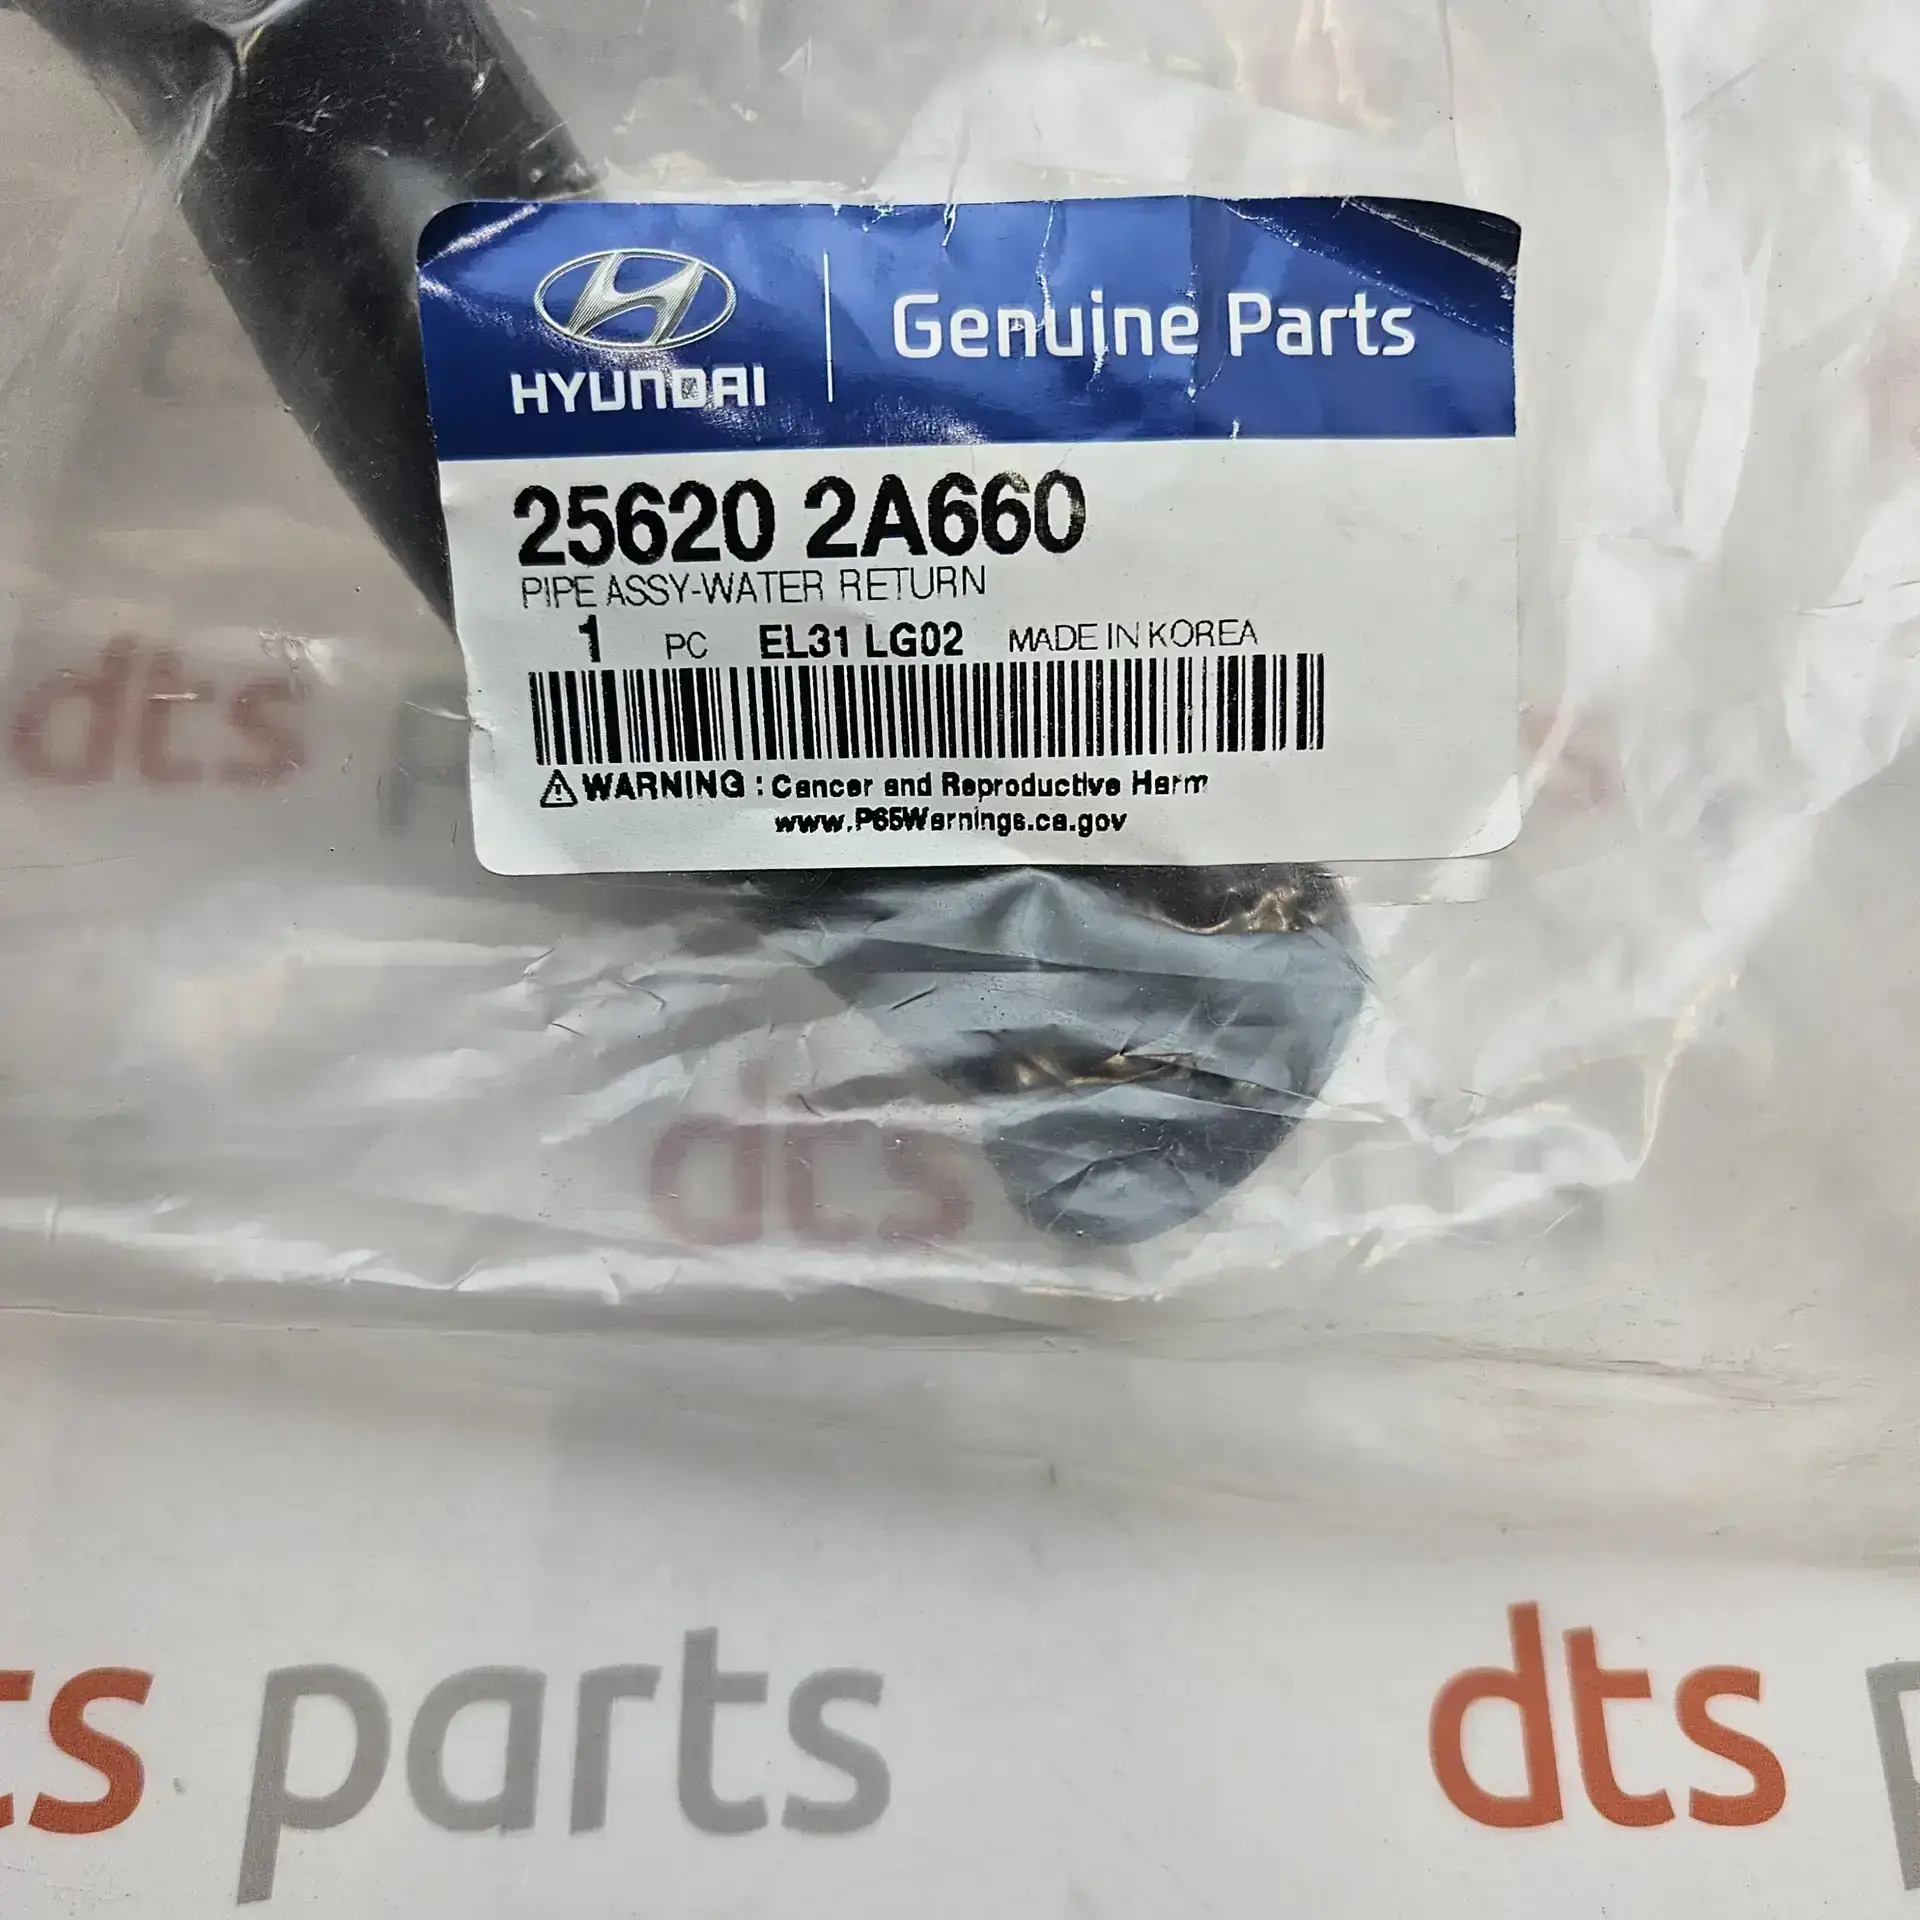 HYUNDAI
Genuine Parts
25620 2A660
PIPE ASSY-WATER RETURN
1 PC EL31 LG02 MADE IN KOREA
WARNING : Cancer and Reproductive Harm
www.P65Warnings.ca.gov
dts p
s
dts
ts parts
dts p